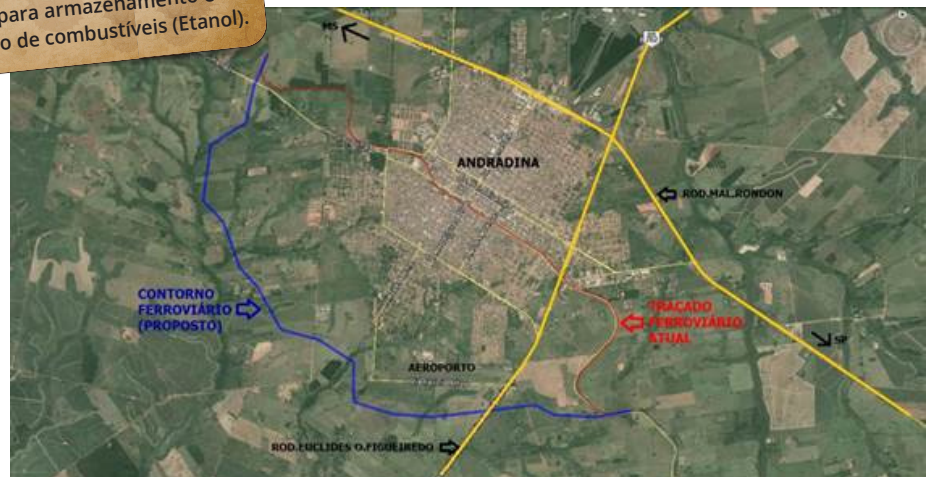 para armazenamento e
o de combustíveis (Etanol).
MS
ANDRADINA
ROD.MAL.RONDON
CONTORNO
FERROVIÁRIO
(PROPOSTO)
TRAÇADO
FERROVIÁRIO
ATUAL
SP
AEROPORTO
ROD.EUCLIDES O.FIGUEIREDO